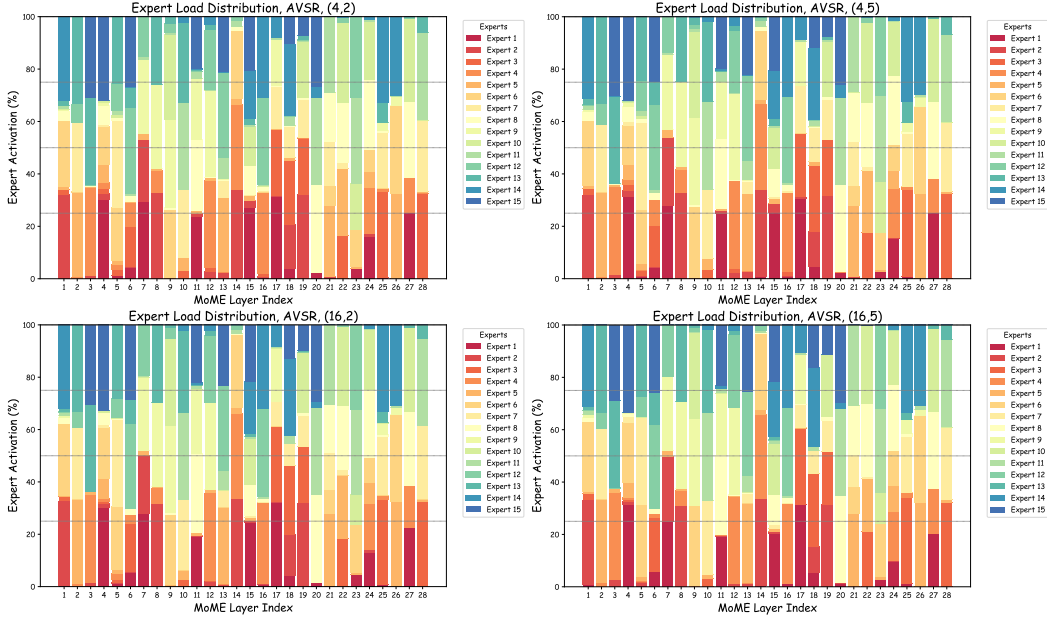 Expert Load Distribution, AVSR, (4,2)
100
80
60
40
20
0
Expert Activation (%)
1 2 3 4 5 6 7 8 9 10 11 12 13 14 15 16 17 18 19 20 21 22 23 24 25 26 27 28
MoME Layer Index
Experts
Expert 1
Expert 2
Expert 3
Expert 4
Expert 5
Expert 6
Expert 7
Expert 8
Expert 9
Expert 10
Expert 11
Expert 12
Expert 13
Expert 14
Expert 15
Expert Load Distribution, AVSR, (4,5)
100
80
60
40
20
0
Expert Activation (%)
1 2 3 4 5 6 7 8 9 10 11 12 13 14 15 16 17 18 19 20 21 22 23 24 25 26 27 28
MoME Layer Index
Experts
Expert 1
Expert 2
Expert 3
Expert 4
Expert 5
Expert 6
Expert 7
Expert 8
Expert 9
Expert 10
Expert 11
Expert 12
Expert 13
Expert 14
Expert 15
Expert Load Distribution, AVSR, (16,2)
100
80
60
40
20
0
Expert Activation (%)
1 2 3 4 5 6 7 8 9 10 11 12 13 14 15 16 17 18 19 20 21 22 23 24 25 26 27 28
MoME Layer Index
Experts
Expert 1
Expert 2
Expert 3
Expert 4
Expert 5
Expert 6
Expert 7
Expert 8
Expert 9
Expert 10
Expert 11
Expert 12
Expert 13
Expert 14
Expert 15
Expert Load Distribution, AVSR, (16,5)
100
80
60
40
20
0
Expert Activation (%)
1 2 3 4 5 6 7 8 9 10 11 12 13 14 15 16 17 18 19 20 21 22 23 24 25 26 27 28
MoME Layer Index
Experts
Expert 1
Expert 2
Expert 3
Expert 4
Expert 5
Expert 6
Expert 7
Expert 8
Expert 9
Expert 10
Expert 11
Expert 12
Expert 13
Expert 14
Expert 15